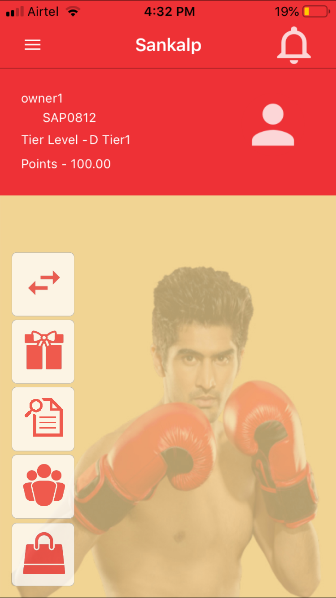 Airtel 4:32 PM 19%
Sankalp
owner1
SAP0812
Tier Level - D Tier1
Points - 100.00